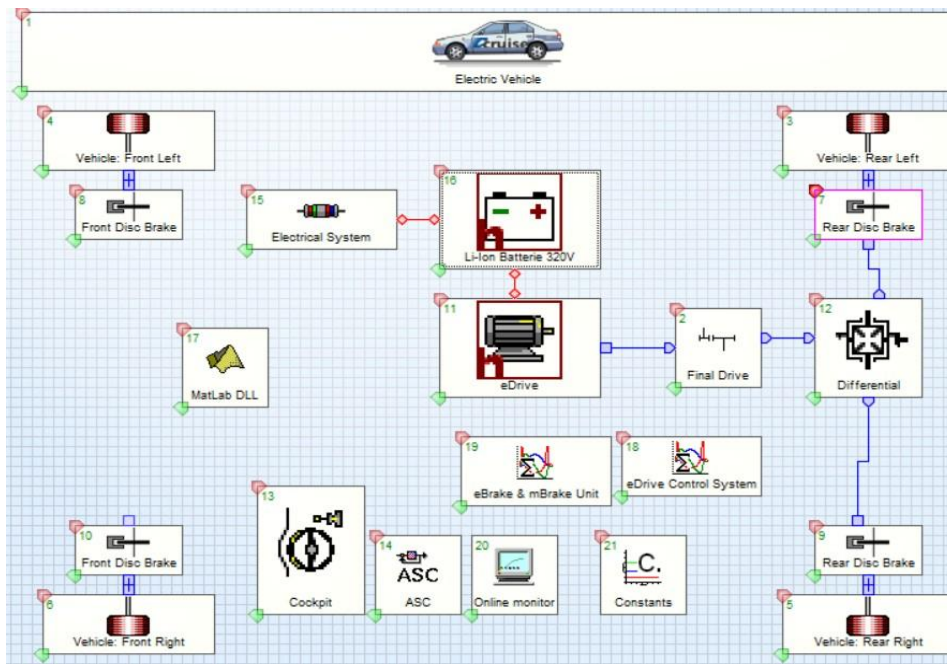 1
cruise
Electric Vehicle
4
Vehicle: Front Left
3
Vehicle: Rear Left
8
Front Disc Brake
15
Electrical System
16
Li-Ion Batterie 320V
7
Rear Disc Brake
17
MatLab DLL
11
eDrive
2
Final Drive
12
Differential
19
eBrake & mBrake Unit
18
eDrive Control System
13
Cockpit
14
ASC
ASC
20
Online monitor
21
C.
Constants
10
Front Disc Brake
9
Rear Disc Brake
6
Vehicle: Front Right
5
Vehicle: Rear Right